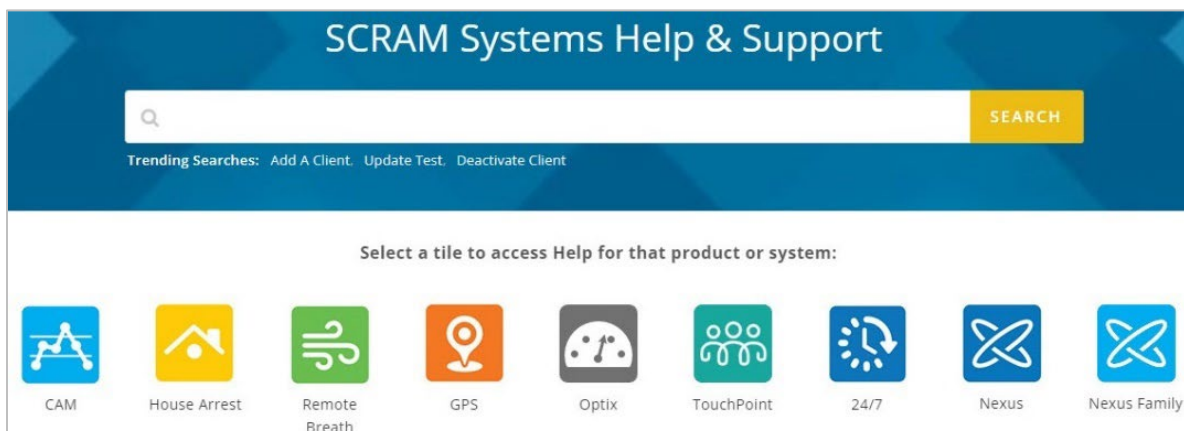 SCRAM Systems Help & Support
SEARCH
Trending Searches: Add A Client, Update Test, Deactivate Client
Select a tile to access Help for that product or system:
CAM House Arrest Remote GPS Optix TouchPoint 24/7 Nexus Nexus Family
Breath